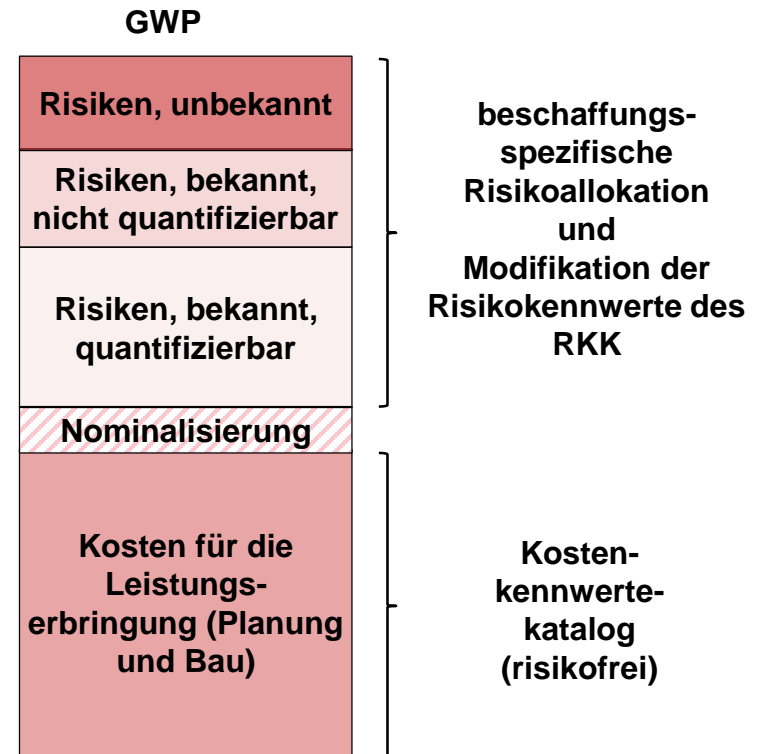 GWP
Risiken, unbekannt
Risiken, bekannt,
nicht quantifizierbar
Risiken, bekannt,
quantifizierbar
Nominalisierung
Kosten für die
Leistungs-
erbringung (Planung
und Bau)
beschaffungs-
spezifische
Risikoallokation
und
Modifikation der
Risikokennwerte des
RKK
Kosten-
kennwerte-
katalog
(risikofrei)